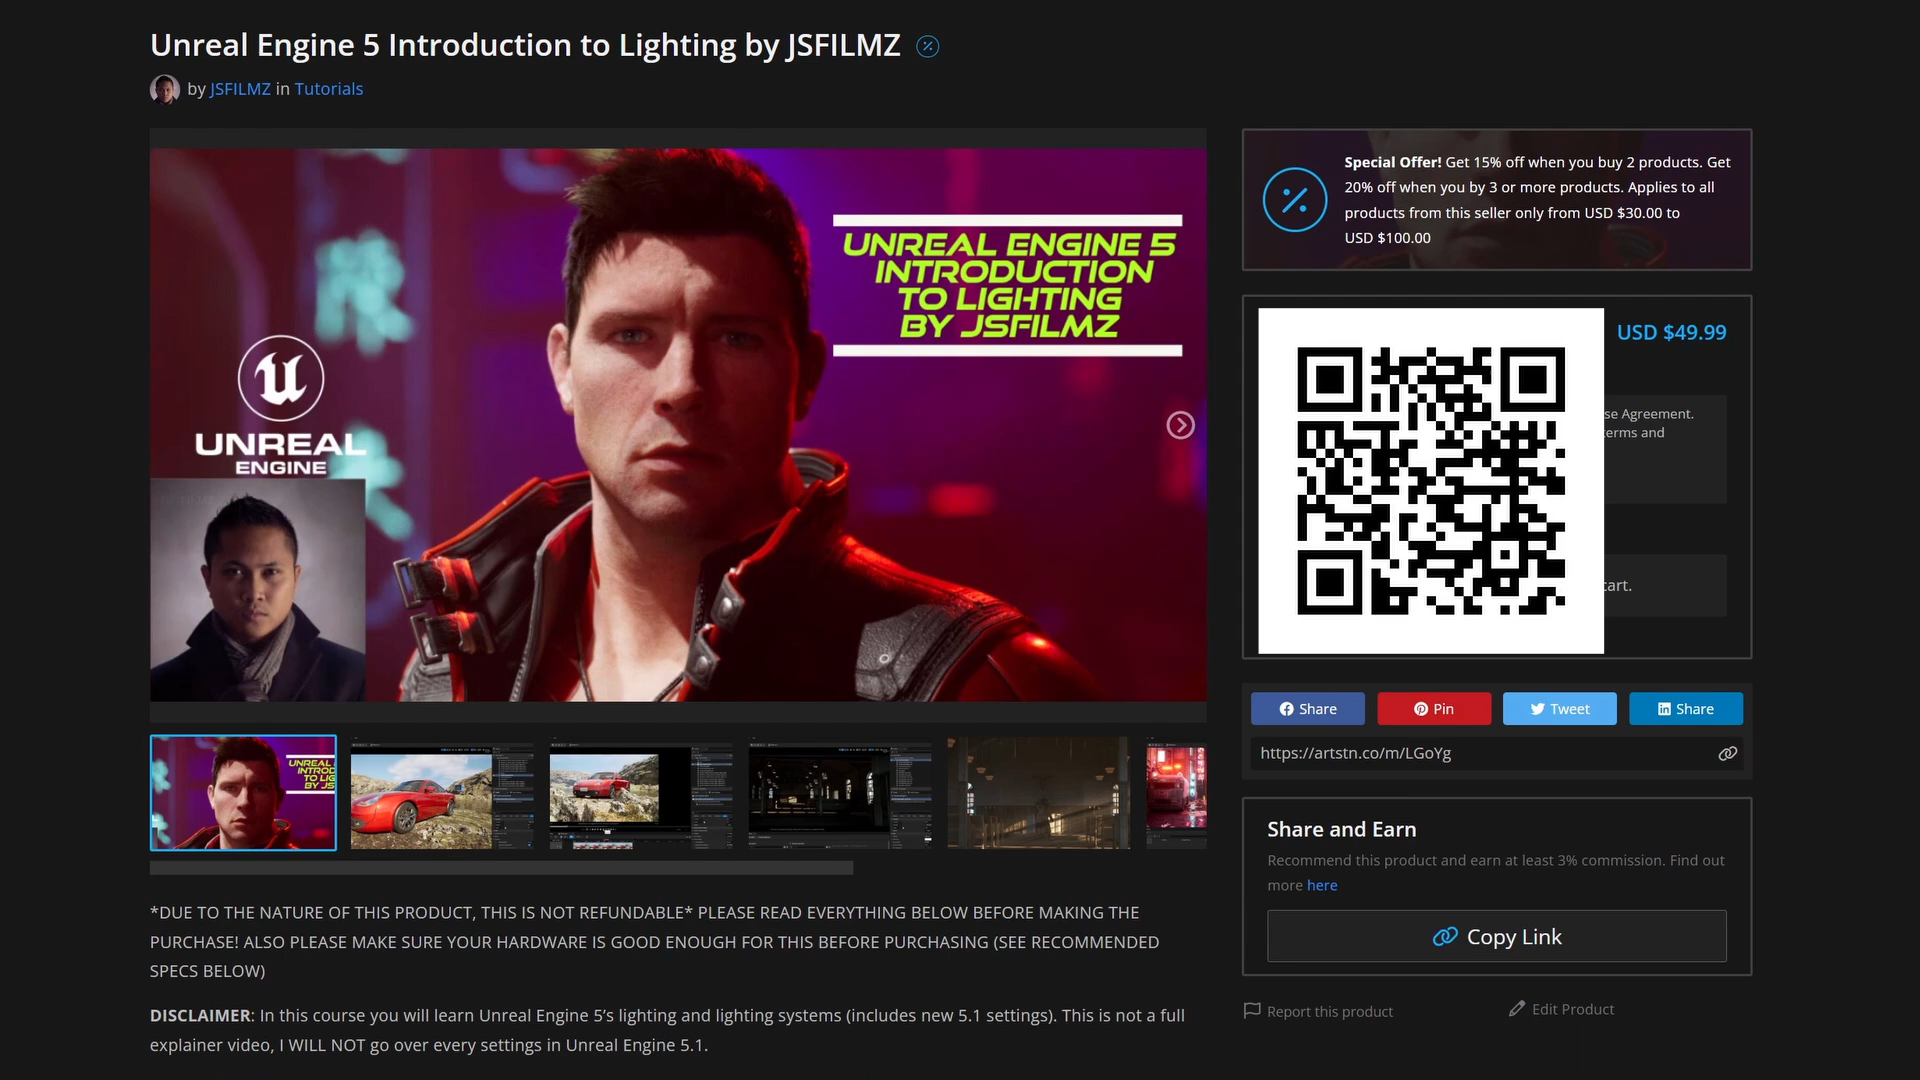 Unreal Engine 5 Introduction to Lighting by JSFILMZ
by JSFILMZ in Tutorials
UNREAL ENGINE 5
INTRODUCTION
TO LIGHTING
BY JSFILMZ
UNREAL
ENGINE
Special Offer! Get 15% off when you buy 2 products. Get
20% off when you by 3 or more products. Applies to all
products from this seller only from USD $30.00 to
USD $100.00
USD $49.99
se Agreement.
terms and
cart.
Share
Pin
Tweet
Share
https://artstn.co/m/LGoYg
Share and Earn
Recommend this product and earn at least 3% commission. Find out
more here
Copy Link
Report this product
Edit Product
*DUE TO THE NATURE OF THIS PRODUCT, THIS IS NOT REFUNDABLE* PLEASE READ EVERYTHING BELOW BEFORE MAKING THE
PURCHASE! ALSO PLEASE MAKE SURE YOUR HARDWARE IS GOOD ENOUGH FOR THIS BEFORE PURCHASING (SEE RECOMMENDED
SPECS BELOW)
DISCLAIMER: In this course you will learn Unreal Engine 5’s lighting and lighting systems (includes new 5.1 settings). This is not a full
explainer video, I WILL NOT go over every settings in Unreal Engine 5.1.